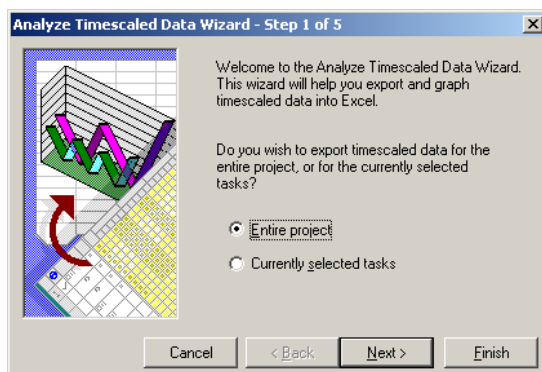 Analyze Timescaled Data Wizard - Step 1 of 5
Welcome to the Analyze Timescaled Data Wizard.
This wizard will help you export and graph
timescaled data into Excel.
Do you wish to export timescaled data for the
entire project, or for the currently selected
tasks?
Entire project
Currently selected tasks
Cancel
< Back
Next >
Finish